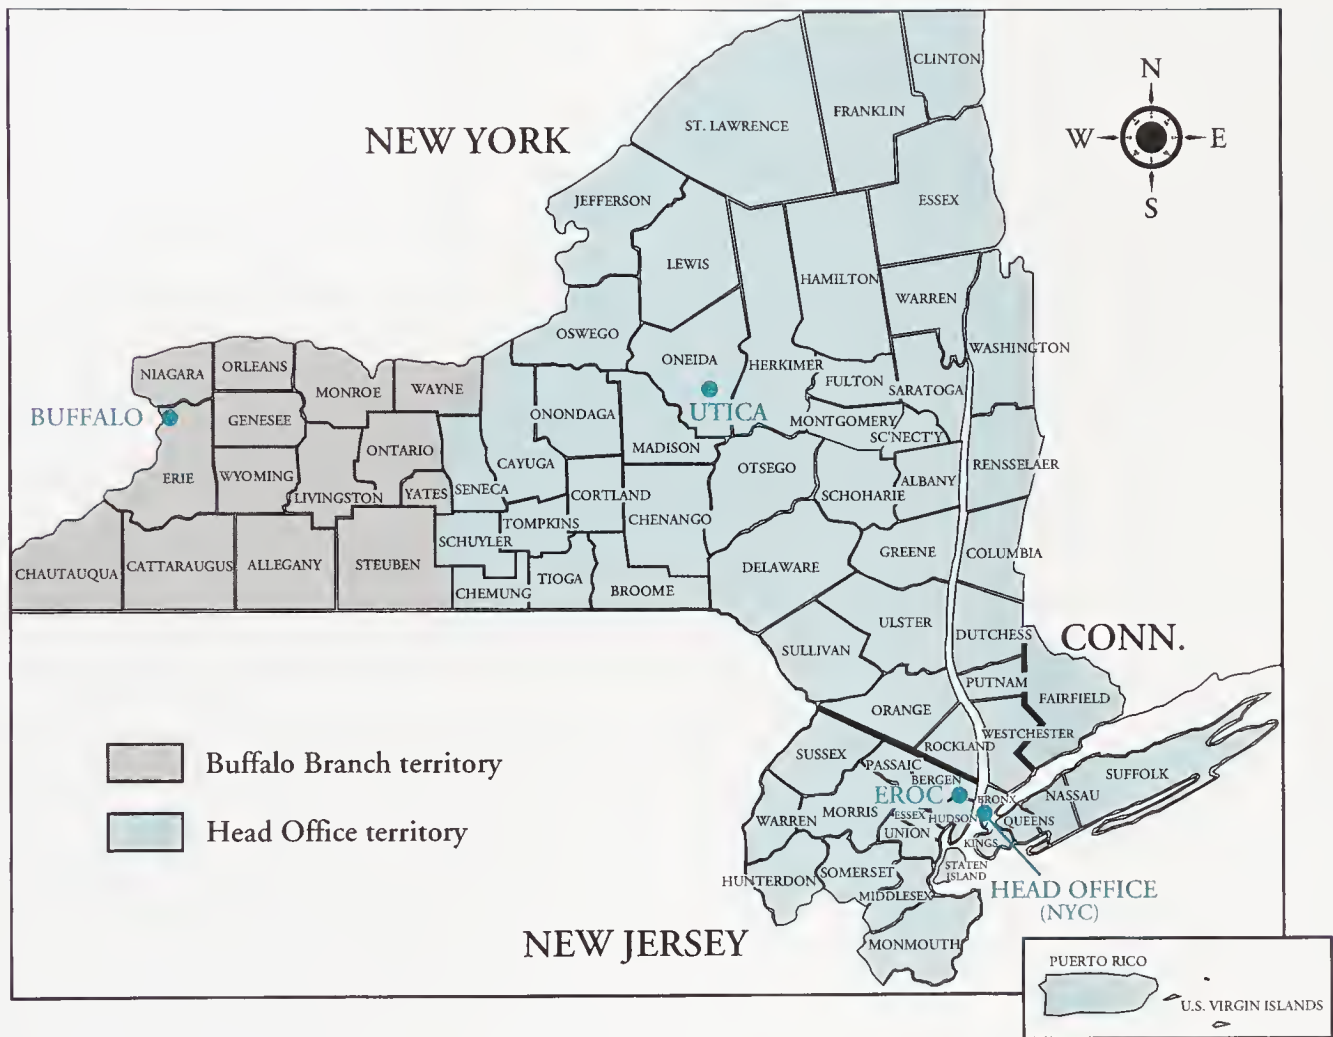 CLINTON
N
FRANKLIN
ST. LAWRENCE
NEW YORK
W
E
S
JEFFERSON
ESSEX
LEWIS
HAMILTON
WARREN
OSWEGO
WASHINGTON
ONEIDA
HERKIMER
ORLEANS
NIAGARA
MONROE
WAYNE
FULTON
SARATOGA
BUFFALO
UTICA
ONONDAGA
GENESEE
MONTGOMERY
SC'NECT'Y
MADISON
ONTARIO
CAYUGA
OTSEGO
RENSSELAER
ERIE
WYOMING
ALBANY
YATES
SENECA
LIVINGSTON
CORTLAND
SCHOHARIE
TOMPKINS
CHENANGO
SCHUYLER
GREENE
COLUMBIA
CHAUTAUQUA
CATTARAUGUS
ALLEGANY
STEUBEN
DELAWARE
TIOGA
CHEMUNG
BROOME
ULSTER
DUTCHESS
CONN.
SULLIVAN
PUTNAM
FAIRFIELD
ORANGE
WESTCHESTER
ROCKLAND
SUSSEX
PASSAIC
BERGEN
SUFFOLK
Buffalo Branch territory
EROC
BRONX
NASSAU
WARREN
MORRIS
ESSEX
HUDSON
QUEENS
UNION
Head Office territory
KINGS
STATEN
ISLAND
SOMERSET
HUNTERDON
HEAD OFFICE
(NYC)
MIDDLESEX
NEW JERSEY
MONMOUTH
PUERTO RICO
U.S. VIRGIN ISLANDS